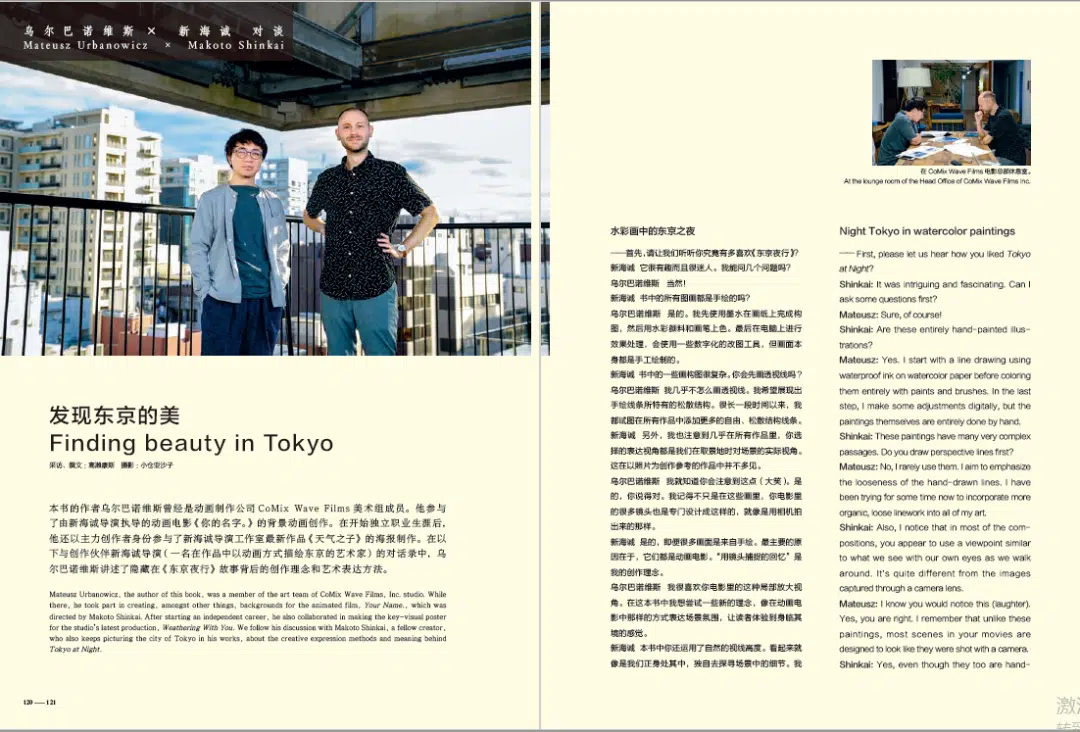 乌尔巴诺维斯 × 新海诚 对谈
Mateusz Urbanowicz × Makoto Shinkai
发现东京的美
Finding beauty in Tokyo
采访、撰文：高濑康斯 摄影：小仓亚沙子
本书的作者乌尔巴诺维斯曾经是动画制作公司CoMix Wave Films美术组成员。他参与
了由新海诚导演执导的动画电影《你的名字。》的背景动画创作。在开始独立职业生涯后，
他还以主力创作者身份参与了新海诚导演工作室最新作品《天气之子》的海报制作。在以
下与创作伙伴新海诚导演（一名在作品中以动画方式描绘东京的艺术家）的对话录中，乌
尔巴诺维斯讲述了隐藏在《东京夜行》故事背后的创作理念和艺术表达方法。
Mateusz Urbanowicz, the author of this book, was a member of the art team of CoMix Wave Films, Inc. studio. While
there, he took part in creating, amongst other things, backgrounds for the animated film, Your Name., which was
directed by Makoto Shinkai. After starting an independent career, he also collaborated in making the key-visual poster
for the studio's latest production, Weathering With You. We follow his discussion with Makoto Shinkai, a fellow creator,
who also keeps picturing the city of Tokyo in his works, about the creative expression methods and meaning behind
Tokyo at Night.
120 — 121
在 CoMix Wave Films 电影总部休息室。
At the lounge room of the Head Office of CoMix Wave Films Inc.
水彩画中的东京之夜
——首先，请让我们听听你究竟有多喜欢《东京夜行》？
新海诚 它很有趣而且很迷人。我能问几个问题吗？
乌尔巴诺维斯 当然！
新海诚 书中的所有图画都是手绘的吗？
乌尔巴诺维斯 是的。我先使用墨水在画纸上完成构
图，然后用水彩颜料和画笔上色。最后在电脑上进行
效果处理，会使用一些数字化的改图工具，但画面本
身都是手工绘制的。
新海诚 书中的一些画构图很复杂。你会先画透视线吗？
乌尔巴诺维斯 我几乎不怎么画透视线。我希望展现出
手绘线条所特有的松散结构。很长一段时间以来，我
都试图在所有作品中添加更多的自由、松散结构线条。
新海诚 另外，我也注意到几乎在所有作品里，你选
择的表达视角都是我们在取景地时对场景的实际视角。
这在以照片为创作参考的作品中并不多见。
乌尔巴诺维斯 我就知道你会注意到这点（大笑）。是
的，你说得对。我记得不只是在这些画里，你电影里
的很多镜头也是专门设计成这样的，就像是用相机拍
出来的那样。
新海诚 是的，即便很多画面是来自手绘。最主要的原
因在于，它们都是动画电影。“用镜头捕捉的回忆”是
我的创作理念。
乌尔巴诺维斯 我很喜欢你电影里的这种局部放大视
角。在这本书中我想尝试一些新的理念，像在动画电
影中那样的方式表达场景氛围，让读者体验到身临其
境的感觉。
新海诚 本书中你还运用了自然的视线高度。看起来就
像是我们正身处其中，独自去探寻场景中的细节。我
Night Tokyo in watercolor paintings
—— First, please let us hear how you liked Tokyo
at Night?
Shinkai: It was intriguing and fascinating. Can I
ask some questions first?
Mateusz: Sure, of course!
Shinkai: Are these entirely hand-painted illus-
trations?
Mateusz: Yes. I start with a line drawing using
waterproof ink on watercolor paper before coloring
them entirely with paints and brushes. In the last
step, I make some adjustments digitally, but the
paintings themselves are entirely done by hand.
Shinkai: These paintings have many very complex
passages. Do you draw perspective lines first?
Mateusz: No, I rarely use them. I aim to emphasize
the looseness of the hand-drawn lines. I have
been trying for some time now to incorporate more
organic, loose linework into all of my art.
Shinkai: Also, I notice that in most of the com-
positions, you appear to use a viewpoint similar
to what we see with our own eyes as we walk
around. It's quite different from the images
captured through a camera lens.
Mateusz: I know you would notice this (laughter).
Yes, you are right. I remember that unlike these
paintings, most scenes in your movies are
designed to look like they were shot with a camera.
Shinkai: Yes, even though they too are hand-